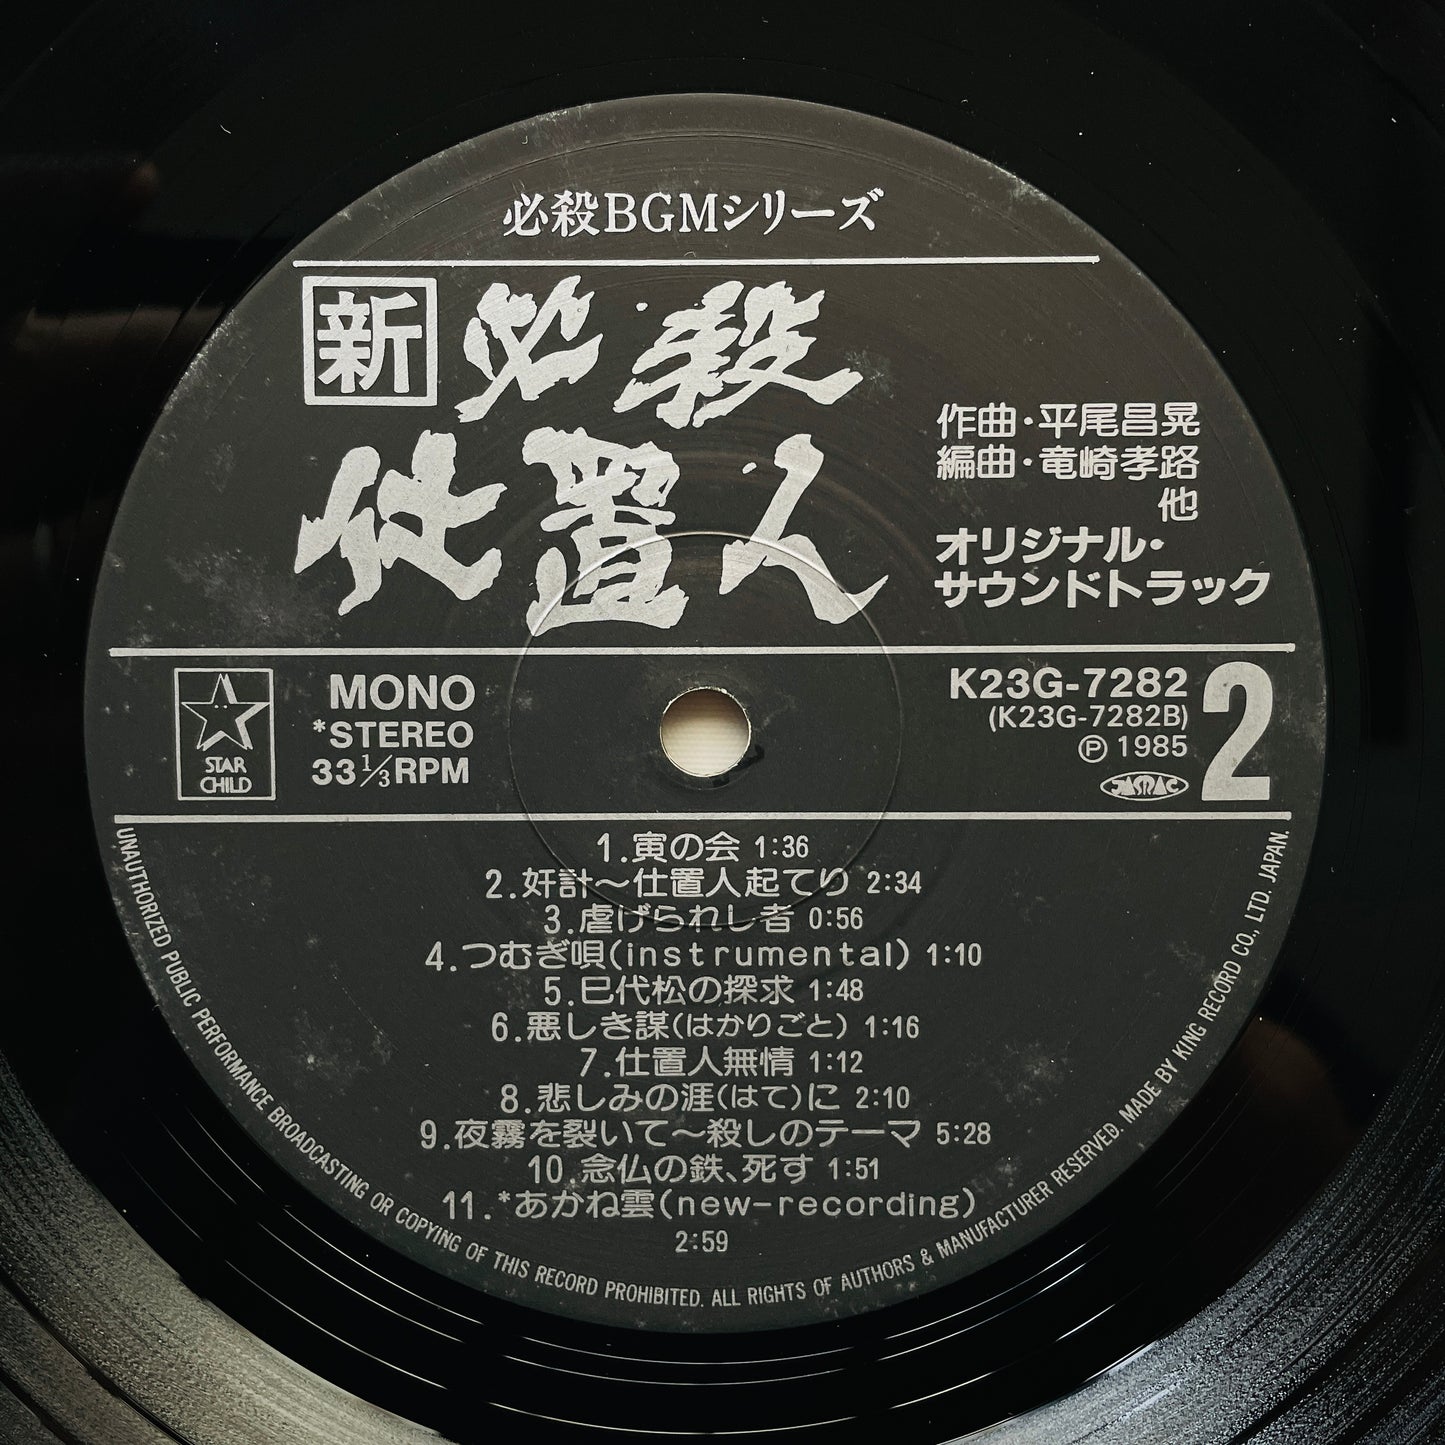 必殺BGMシリーズ
新必殺
仕置人
作曲・平尾昌晃
編曲・竜崎孝路
他
オリジナル・
サウンドトラック
STAR
CHILD
MONO
*STEREO
33 1/3 RPM
K23G-7282
(K23G-7282B)
Ⓟ 1985
JASRAC
2
1.寅の会 1:36
2.奸計〜仕置人起てり 2:34
3.虐げられし者 0:56
4.つむぎ唄(instrumental) 1:10
5.巳代松の探求 1:48
6.悪しき謀(はかりごと) 1:16
7.仕置人無情 1:12
8.悲しみの涯(はて)に 2:10
9.夜霧を裂いて〜殺しのテーマ 5:28
10.念仏の鉄、死す 1:51
11.*あかね雲(new-recording)
2:59
UNAUTHORIZED PUBLIC PERFORMANCE BROADCASTING OR COPYING OF THIS RECORD PROHIBITED. ALL RIGHTS OF AUTHORS & MANUFACTURER RESERVED. MADE BY KING RECORD CO., LTD. JAPAN.